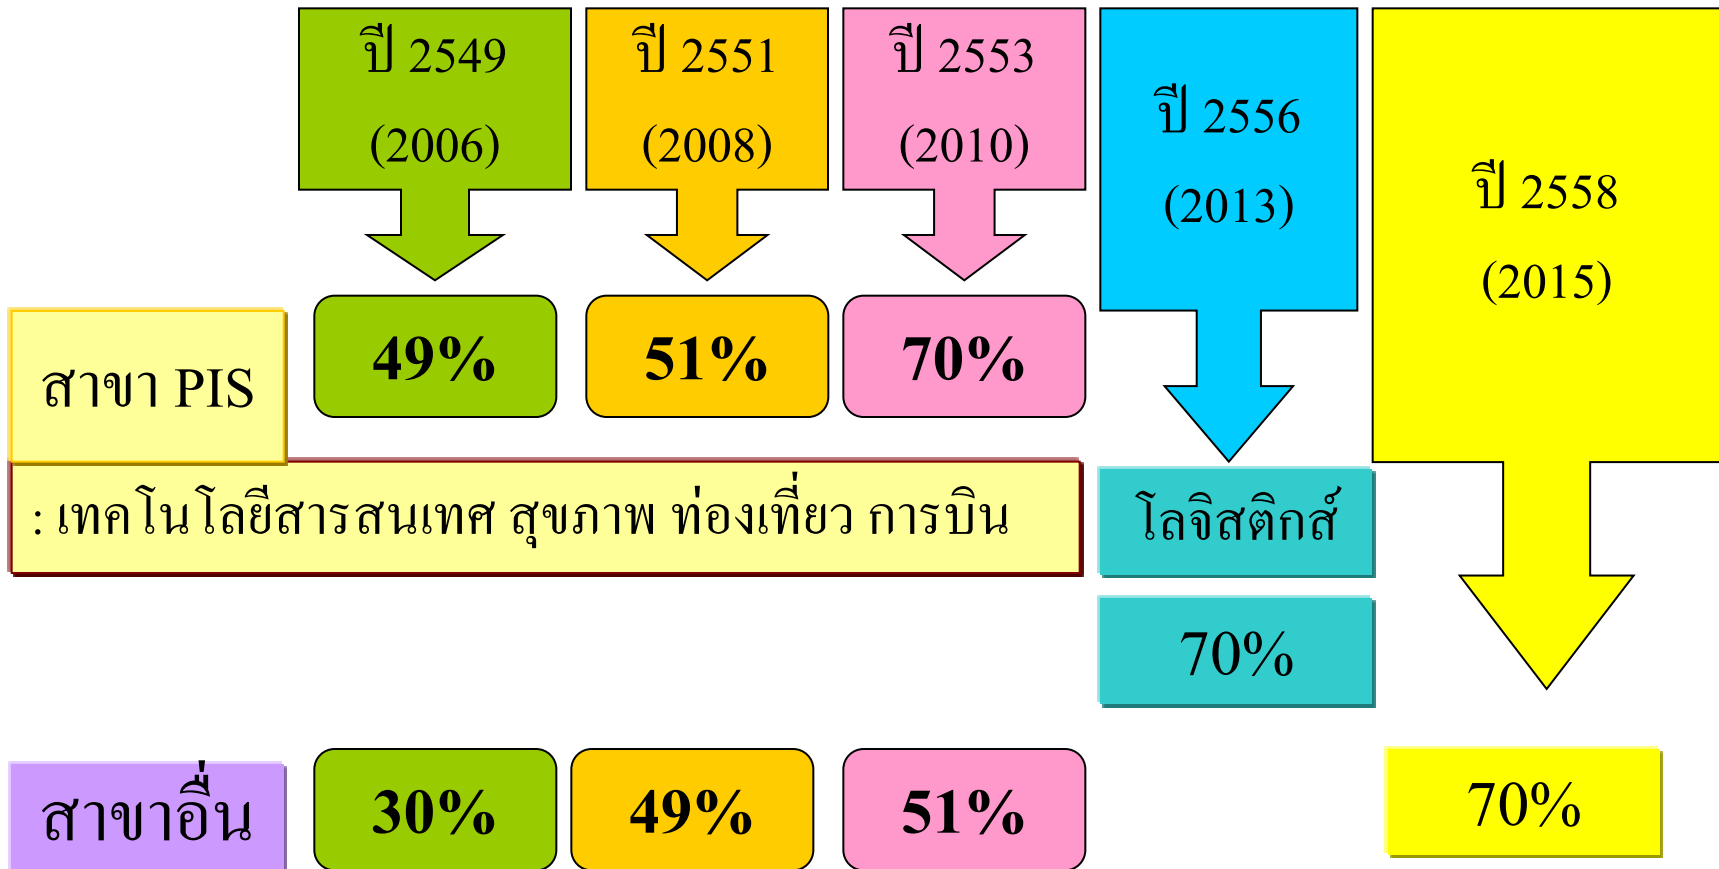 ปี 2549
(2006)
ปี 2551
(2008)
ปี 2553
(2010)
ปี 2556
(2013)
ปี 2558
(2015)
สาขา PIS
49%
51%
70%
: เทคโนโลยีสารสนเทศ สุขภาพ ท่องเที่ยว การบิน
โลจิสติกส์
70%
สาขาอื่น
30%
49%
51%
70%